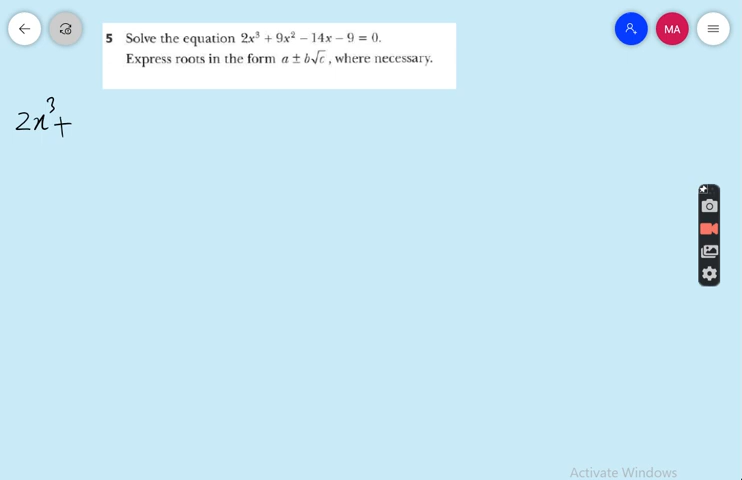 5 Solve the equation 2x³ + 9x² − 14x − 9 = 0.
Express roots in the form a ± b√c, where necessary.
MA
2x³+
Activate Windows